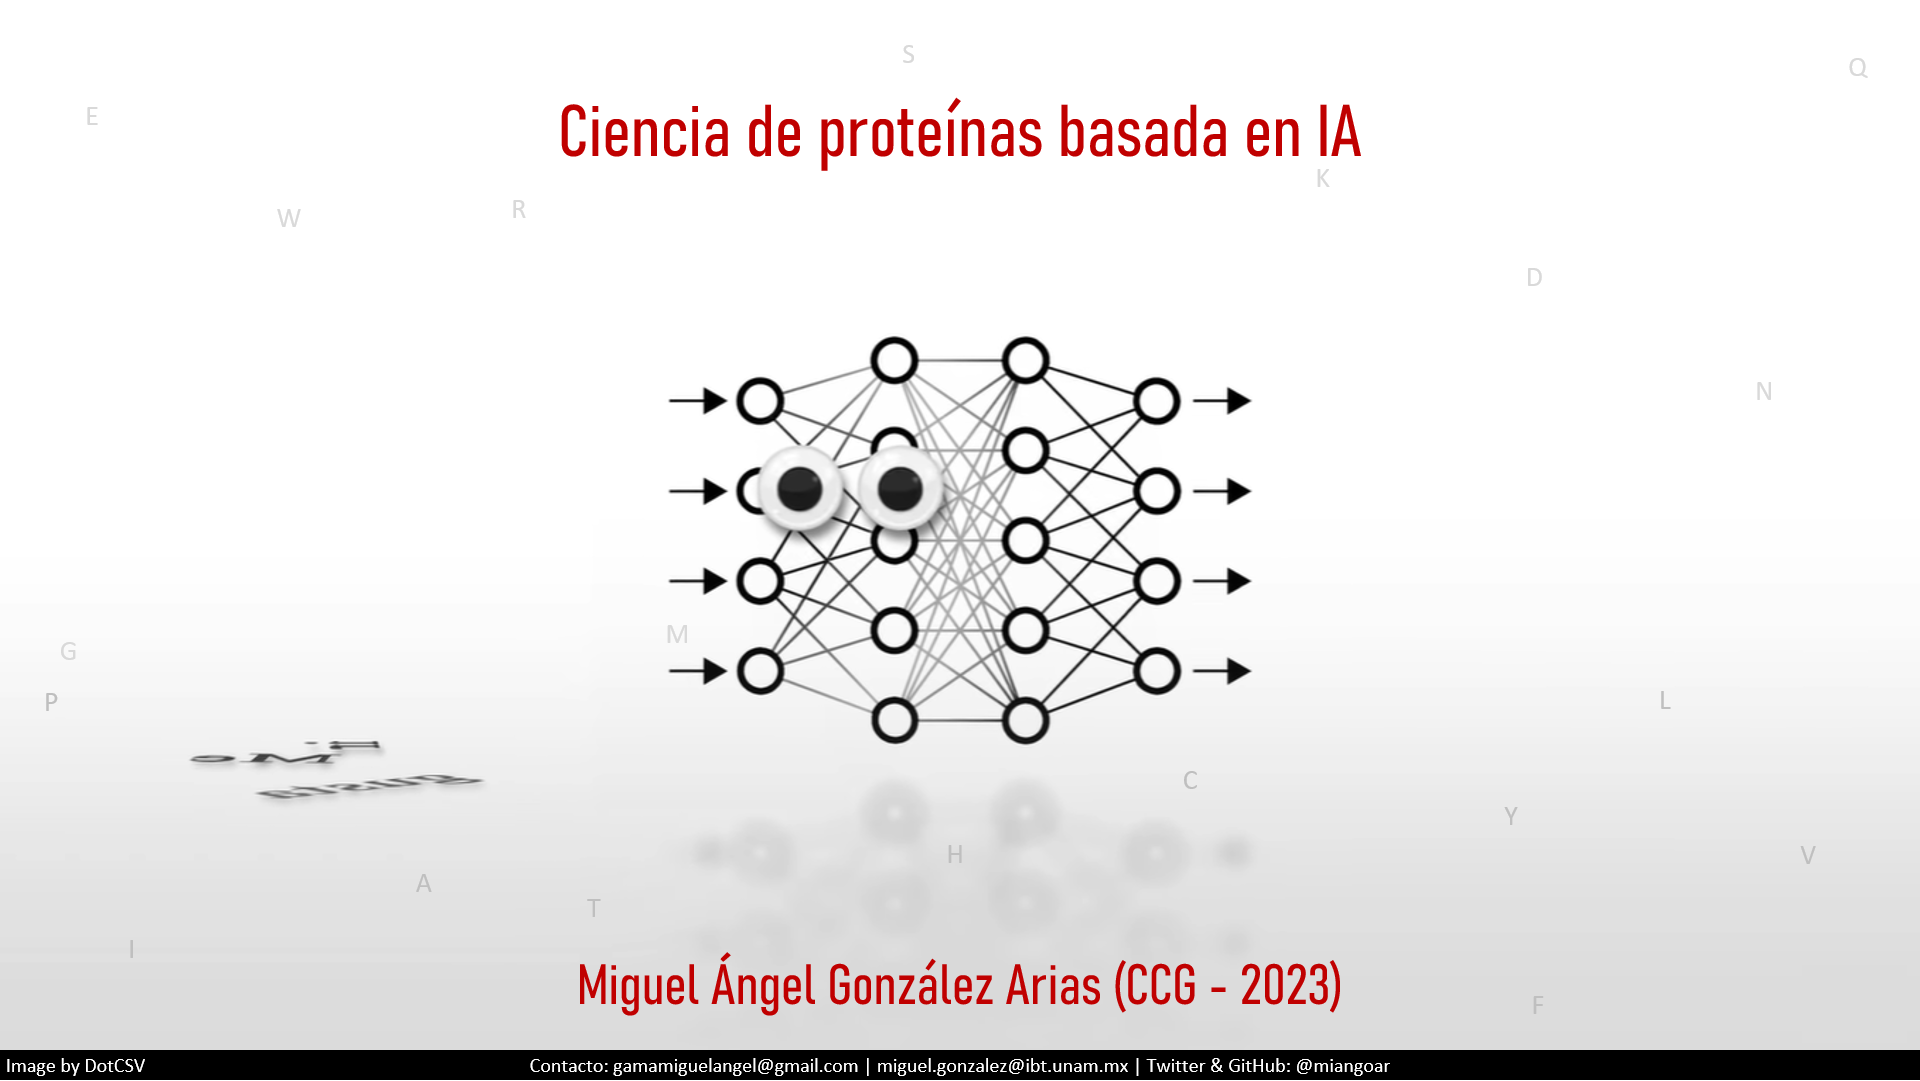 S
Q
E
Ciencia de proteínas basada en IA
K
R
W
D
N
M
G
P
L
C
Y
H
V
A
T
I
Miguel Ángel González Arias (CCG - 2023)
F
Image by DotCSV
Contacto: gamamiguelangel@gmail.com | miguel.gonzalez@ibt.unam.mx | Twitter & GitHub: @miangoar